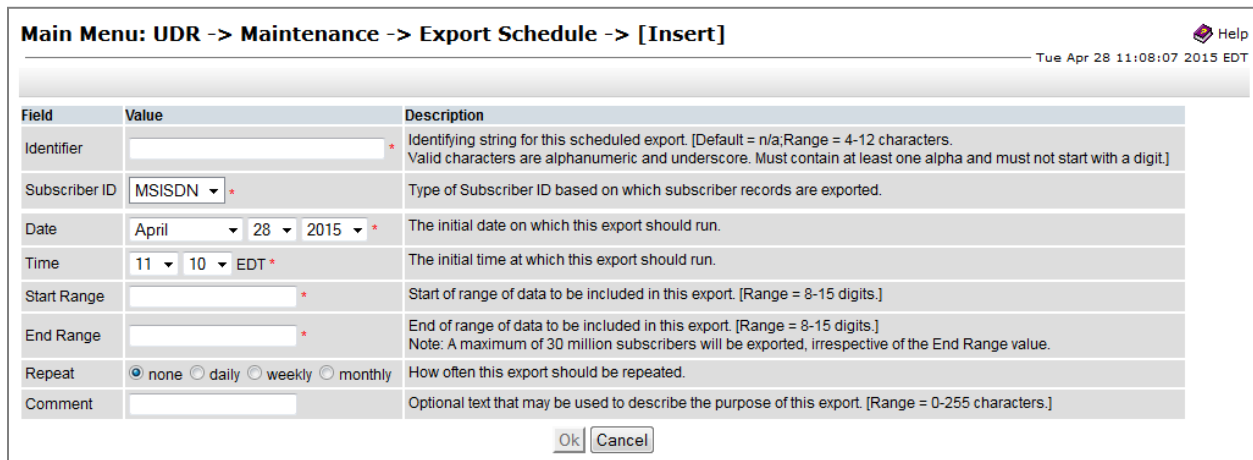 Main Menu: UDR -> Maintenance -> Export Schedule -> [Insert]
Help
Tue Apr 28 11:08:07 2015 EDT
Field Value Description
Identifier * Identifying string for this scheduled export. [Default = n/a;Range = 4-12 characters.
Valid characters are alphanumeric and underscore. Must contain at least one alpha and must not start with a digit.]
Subscriber ID MSISDN * Type of Subscriber ID based on which subscriber records are exported.
Date April 28 2015 * The initial date on which this export should run.
Time 11 10 EDT * The initial time at which this export should run.
Start Range * Start of range of data to be included in this export. [Range = 8-15 digits.]
End Range * End of range of data to be included in this export. [Range = 8-15 digits.]
Note: A maximum of 30 million subscribers will be exported, irrespective of the End Range value.
Repeat none daily weekly monthly How often this export should be repeated.
Comment Optional text that may be used to describe the purpose of this export. [Range = 0-255 characters.]
Ok Cancel